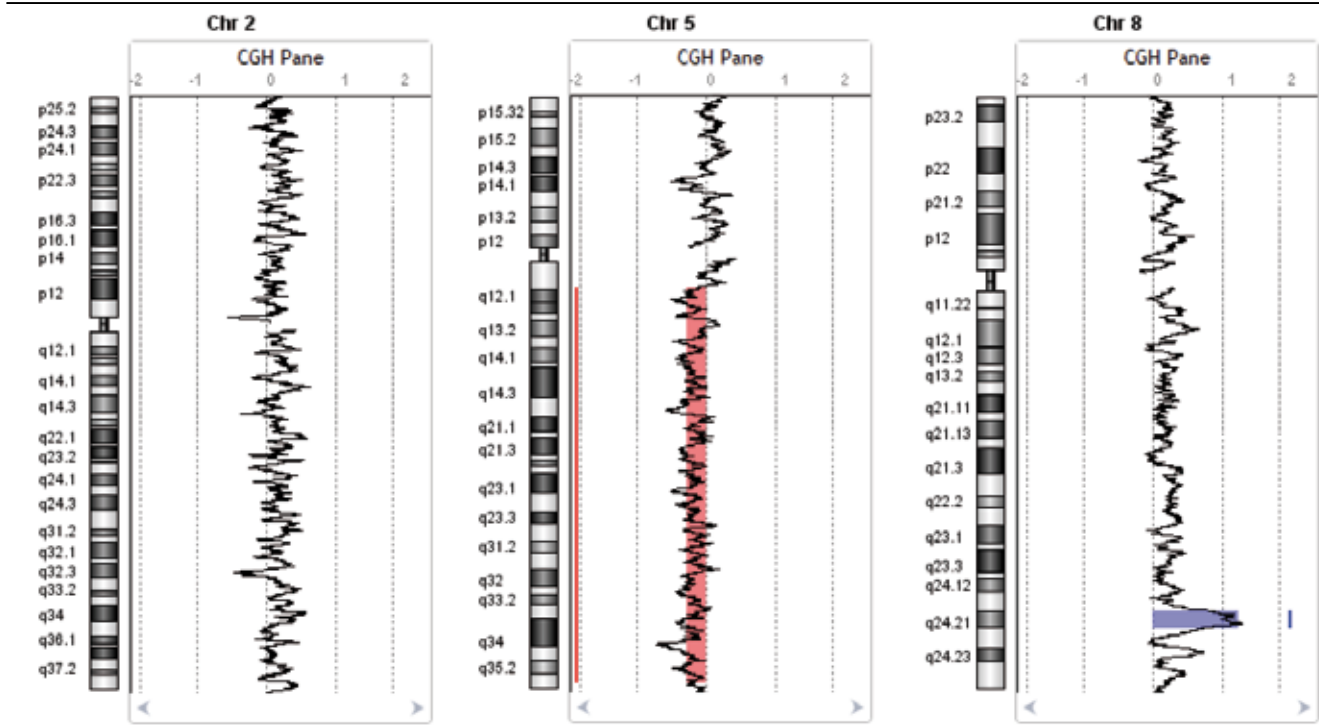 Chr 2
CGH Pane
-2 -1 0 1 2
p25.2
p24.3
p24.1
p22.3
p16.3
p16.1
p14
p12
q12.1
q14.1
q14.3
q22.1
q23.2
q24.1
q24.3
q31.2
q32.1
q32.3
q33.2
q34
q36.1
q37.2
Chr 5
CGH Pane
-2 -1 0 1 2
p15.32
p15.2
p14.3
p14.1
p13.2
p12
q12.1
q13.2
q14.1
q14.3
q21.1
q21.3
q23.1
q23.3
q31.2
q32
q33.2
q34
q35.2
Chr 8
CGH Pane
-2 -1 0 1 2
p23.2
p22
p21.2
p12
q11.22
q12.1
q12.3
q13.2
q21.11
q21.13
q21.3
q22.2
q23.1
q23.3
q24.12
q24.21
q24.23